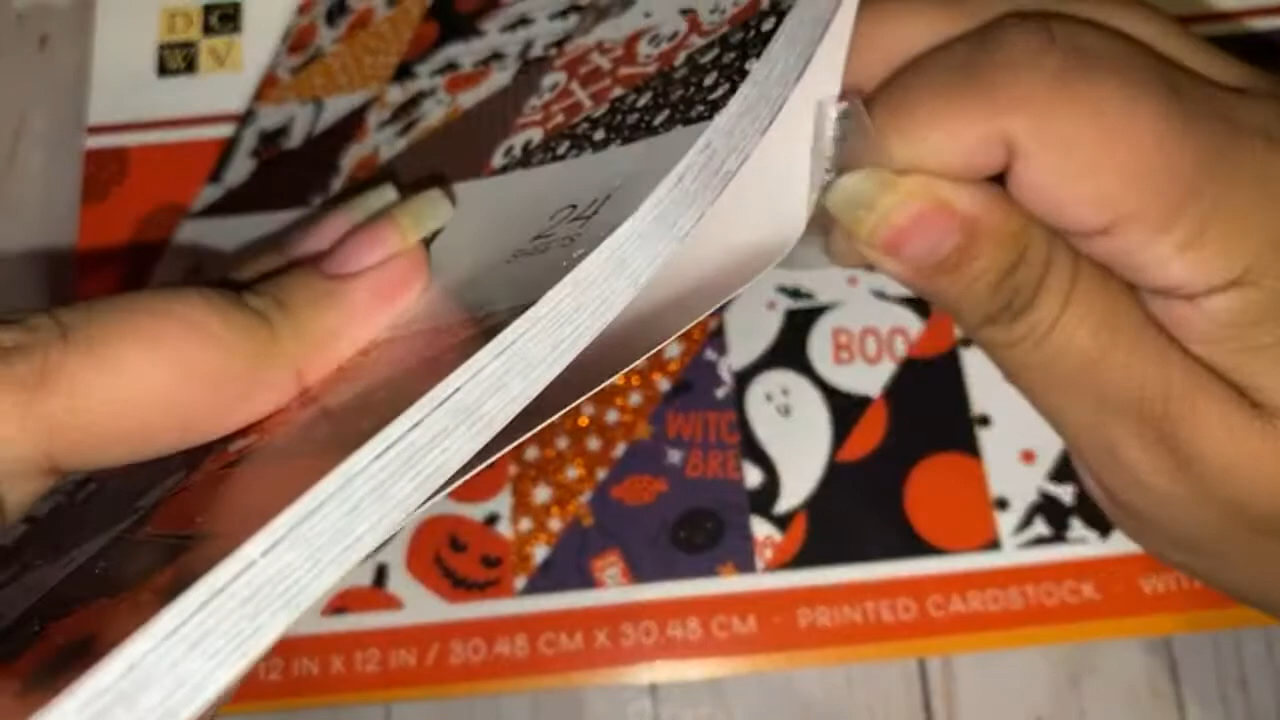 D C
W V
24
BOO
WITC
'N
BRE
12 IN X 12 IN / 30.48 CM X 30.48 CM · PRINTED CARDSTOCK · WIT